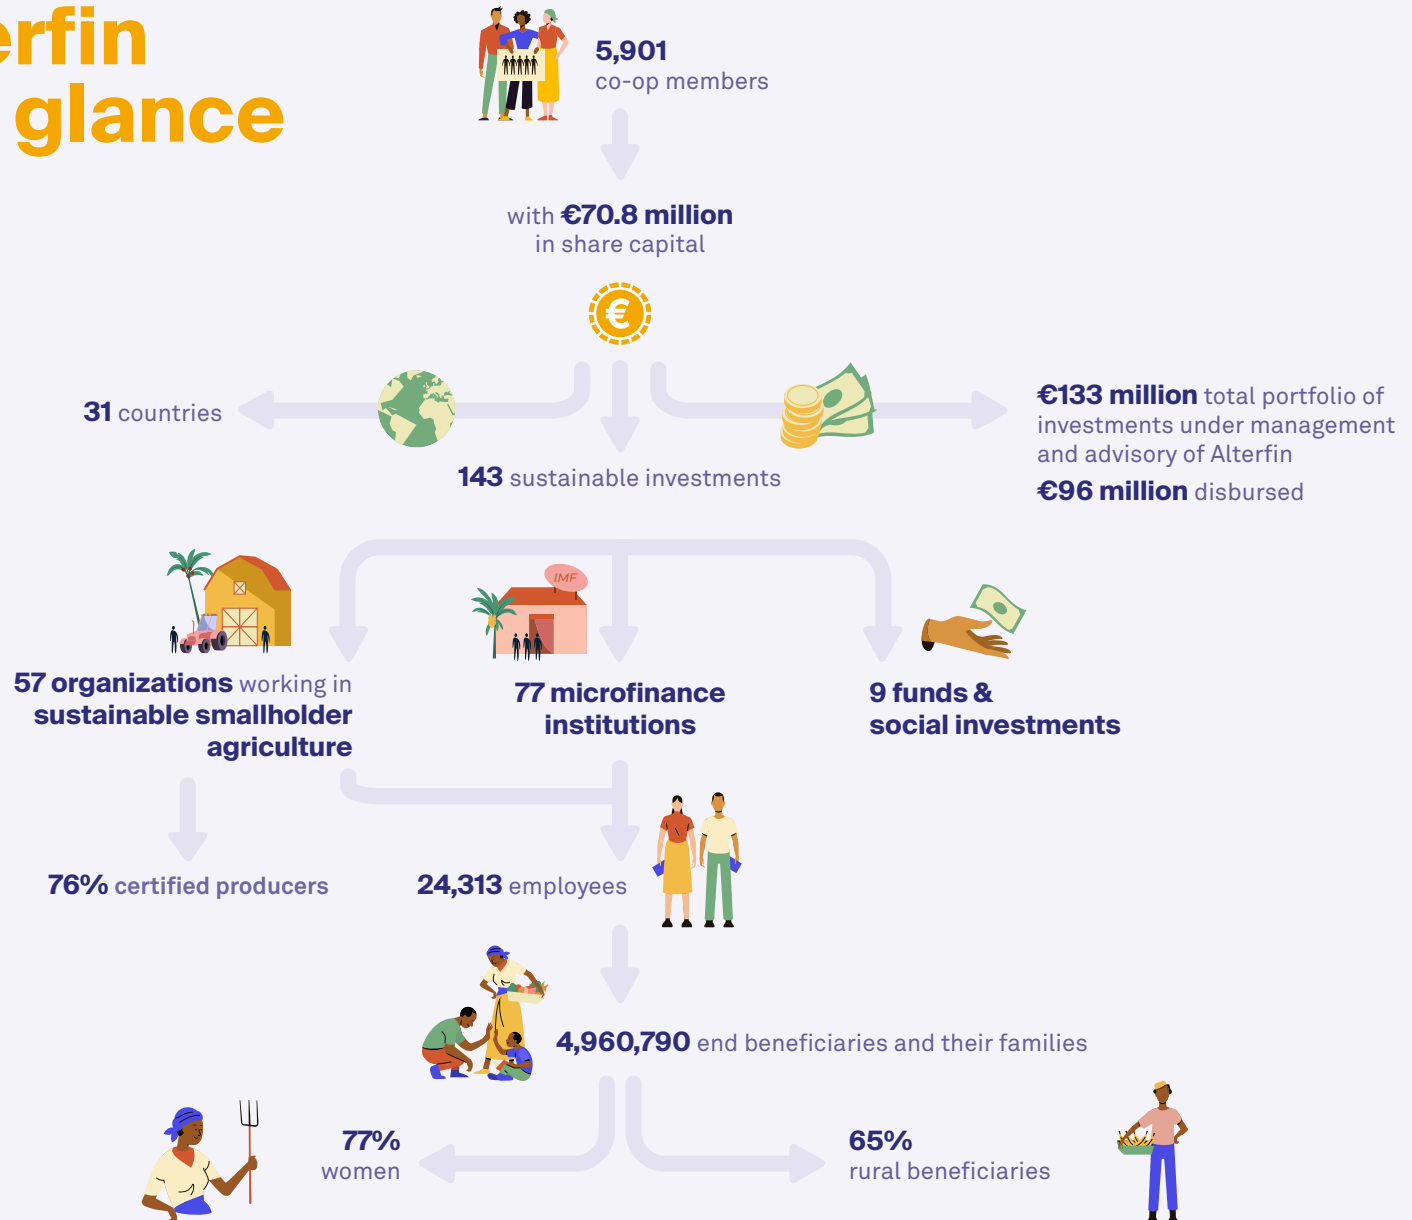 erfin
glance
5,901
co-op members
with €70.8 million
in share capital
€
31 countries
143 sustainable investments
€133 million total portfolio of
investments under management
and advisory of Alterfin
€96 million disbursed
IMF
57 organizations working in
sustainable smallholder
agriculture
77 microfinance
institutions
9 funds &
social investments
76% certified producers
24,313 employees
4,960,790 end beneficiaries and their families
77%
women
65%
rural beneficiaries